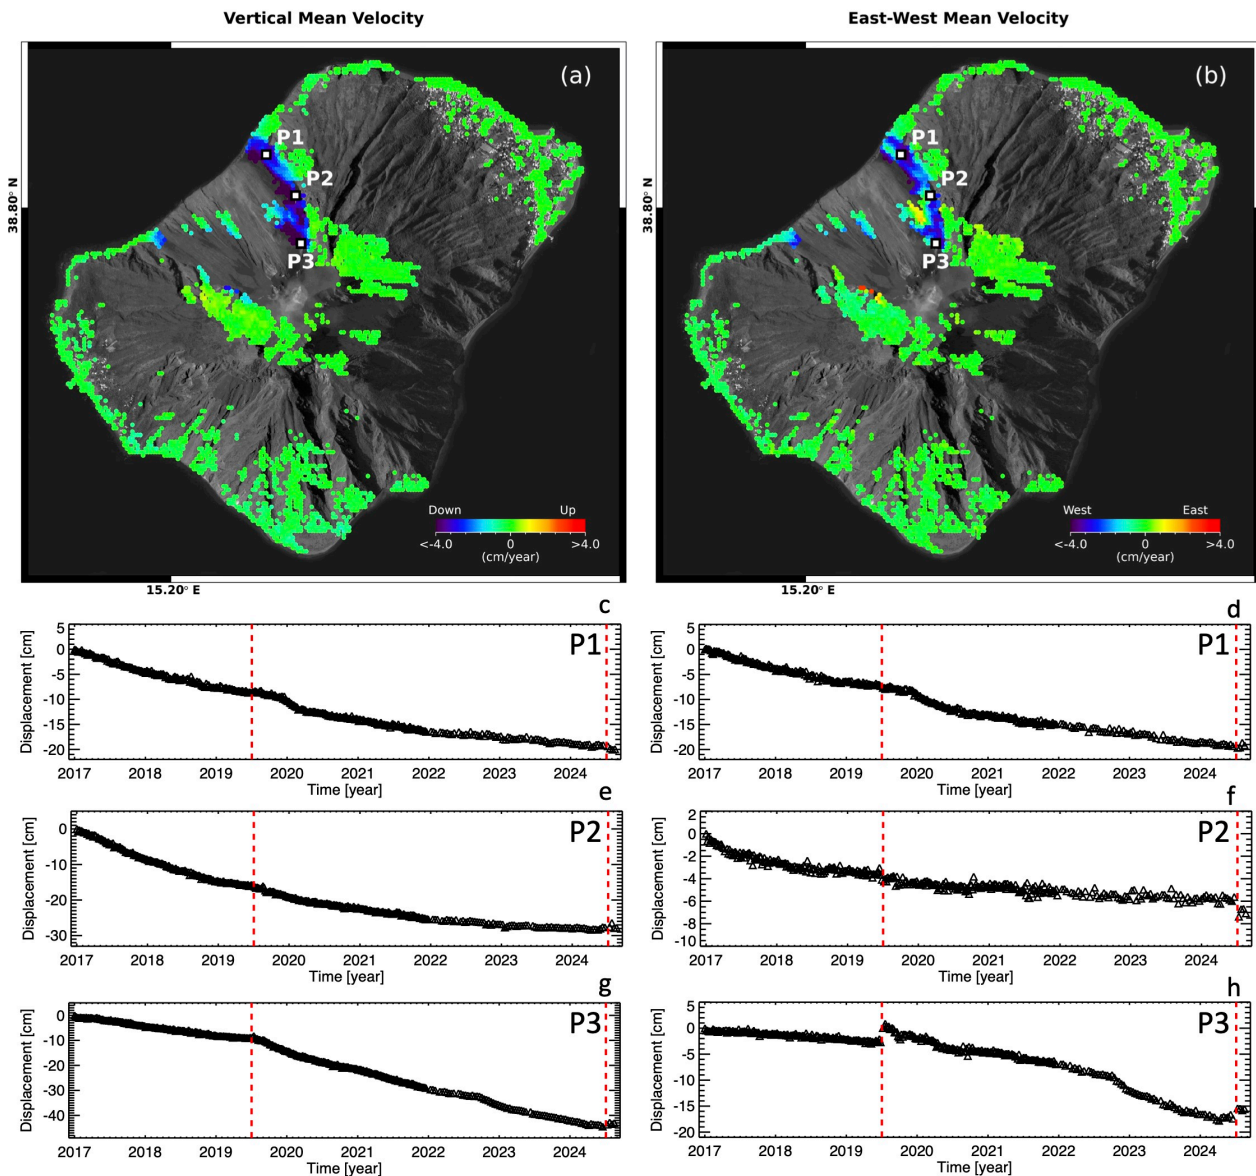 Vertical Mean Velocity
East-West Mean Velocity
(a)
P1
P2
P3
38.80° N
Down Up
<-4.0 0 >4.0
(cm/year)
15.20° E
(b)
P1
P2
P3
38.80° N
West East
<-4.0 0 >4.0
(cm/year)
15.20° E
c
P1
Displacement [cm]
5
0
-5
-10
-15
-20
2017 2018 2019 2020 2021 2022 2023 2024
Time [year]
d
P1
Displacement [cm]
5
0
-5
-10
-15
-20
2017 2018 2019 2020 2021 2022 2023 2024
Time [year]
e
P2
Displacement [cm]
0
-10
-20
-30
2017 2018 2019 2020 2021 2022 2023 2024
Time [year]
f
P2
Displacement [cm]
2
0
-2
-4
-6
-8
-10
2017 2018 2019 2020 2021 2022 2023 2024
Time [year]
g
P3
Displacement [cm]
0
-10
-20
-30
-40
2017 2018 2019 2020 2021 2022 2023 2024
Time [year]
h
P3
Displacement [cm]
0
-5
-10
-15
-20
2017 2018 2019 2020 2021 2022 2023 2024
Time [year]